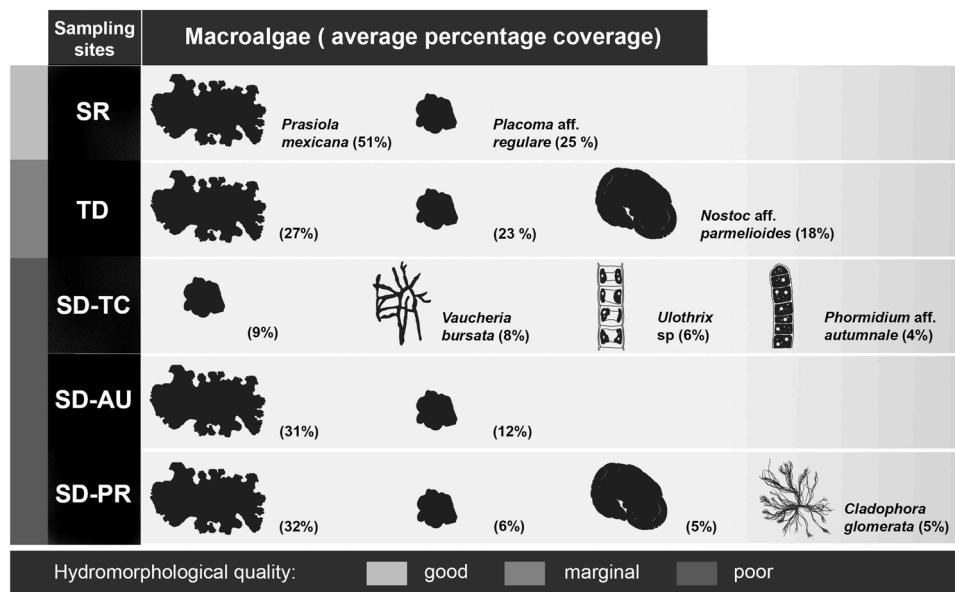 Sampling
sites
Macroalgae ( average percentage coverage)
SR
Prasiola
mexicana (51%)
Placoma aff.
regulare (25 %)
TD
(27%)
(23 %)
Nostoc aff.
parmelioides (18%)
SD-TC
(9%)
Vaucheria
bursata (8%)
Ulothrix
sp (6%)
Phormidium aff.
autumnale (4%)
SD-AU
(31%)
(12%)
SD-PR
(32%)
(6%)
(5%)
Cladophora
glomerata (5%)
Hydromorphological quality:
good
marginal
poor